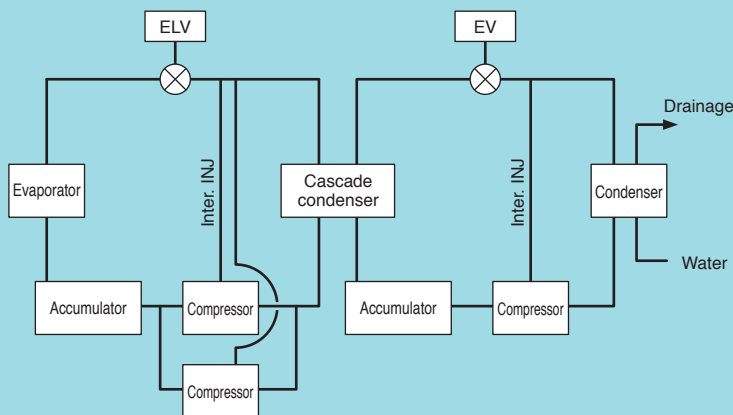 ELV
EV
Drainage
Evaporator
Inter. INJ
Cascade
condenser
Inter. INJ
Condenser
Water
Accumulator
Compressor
Accumulator
Compressor
Compressor